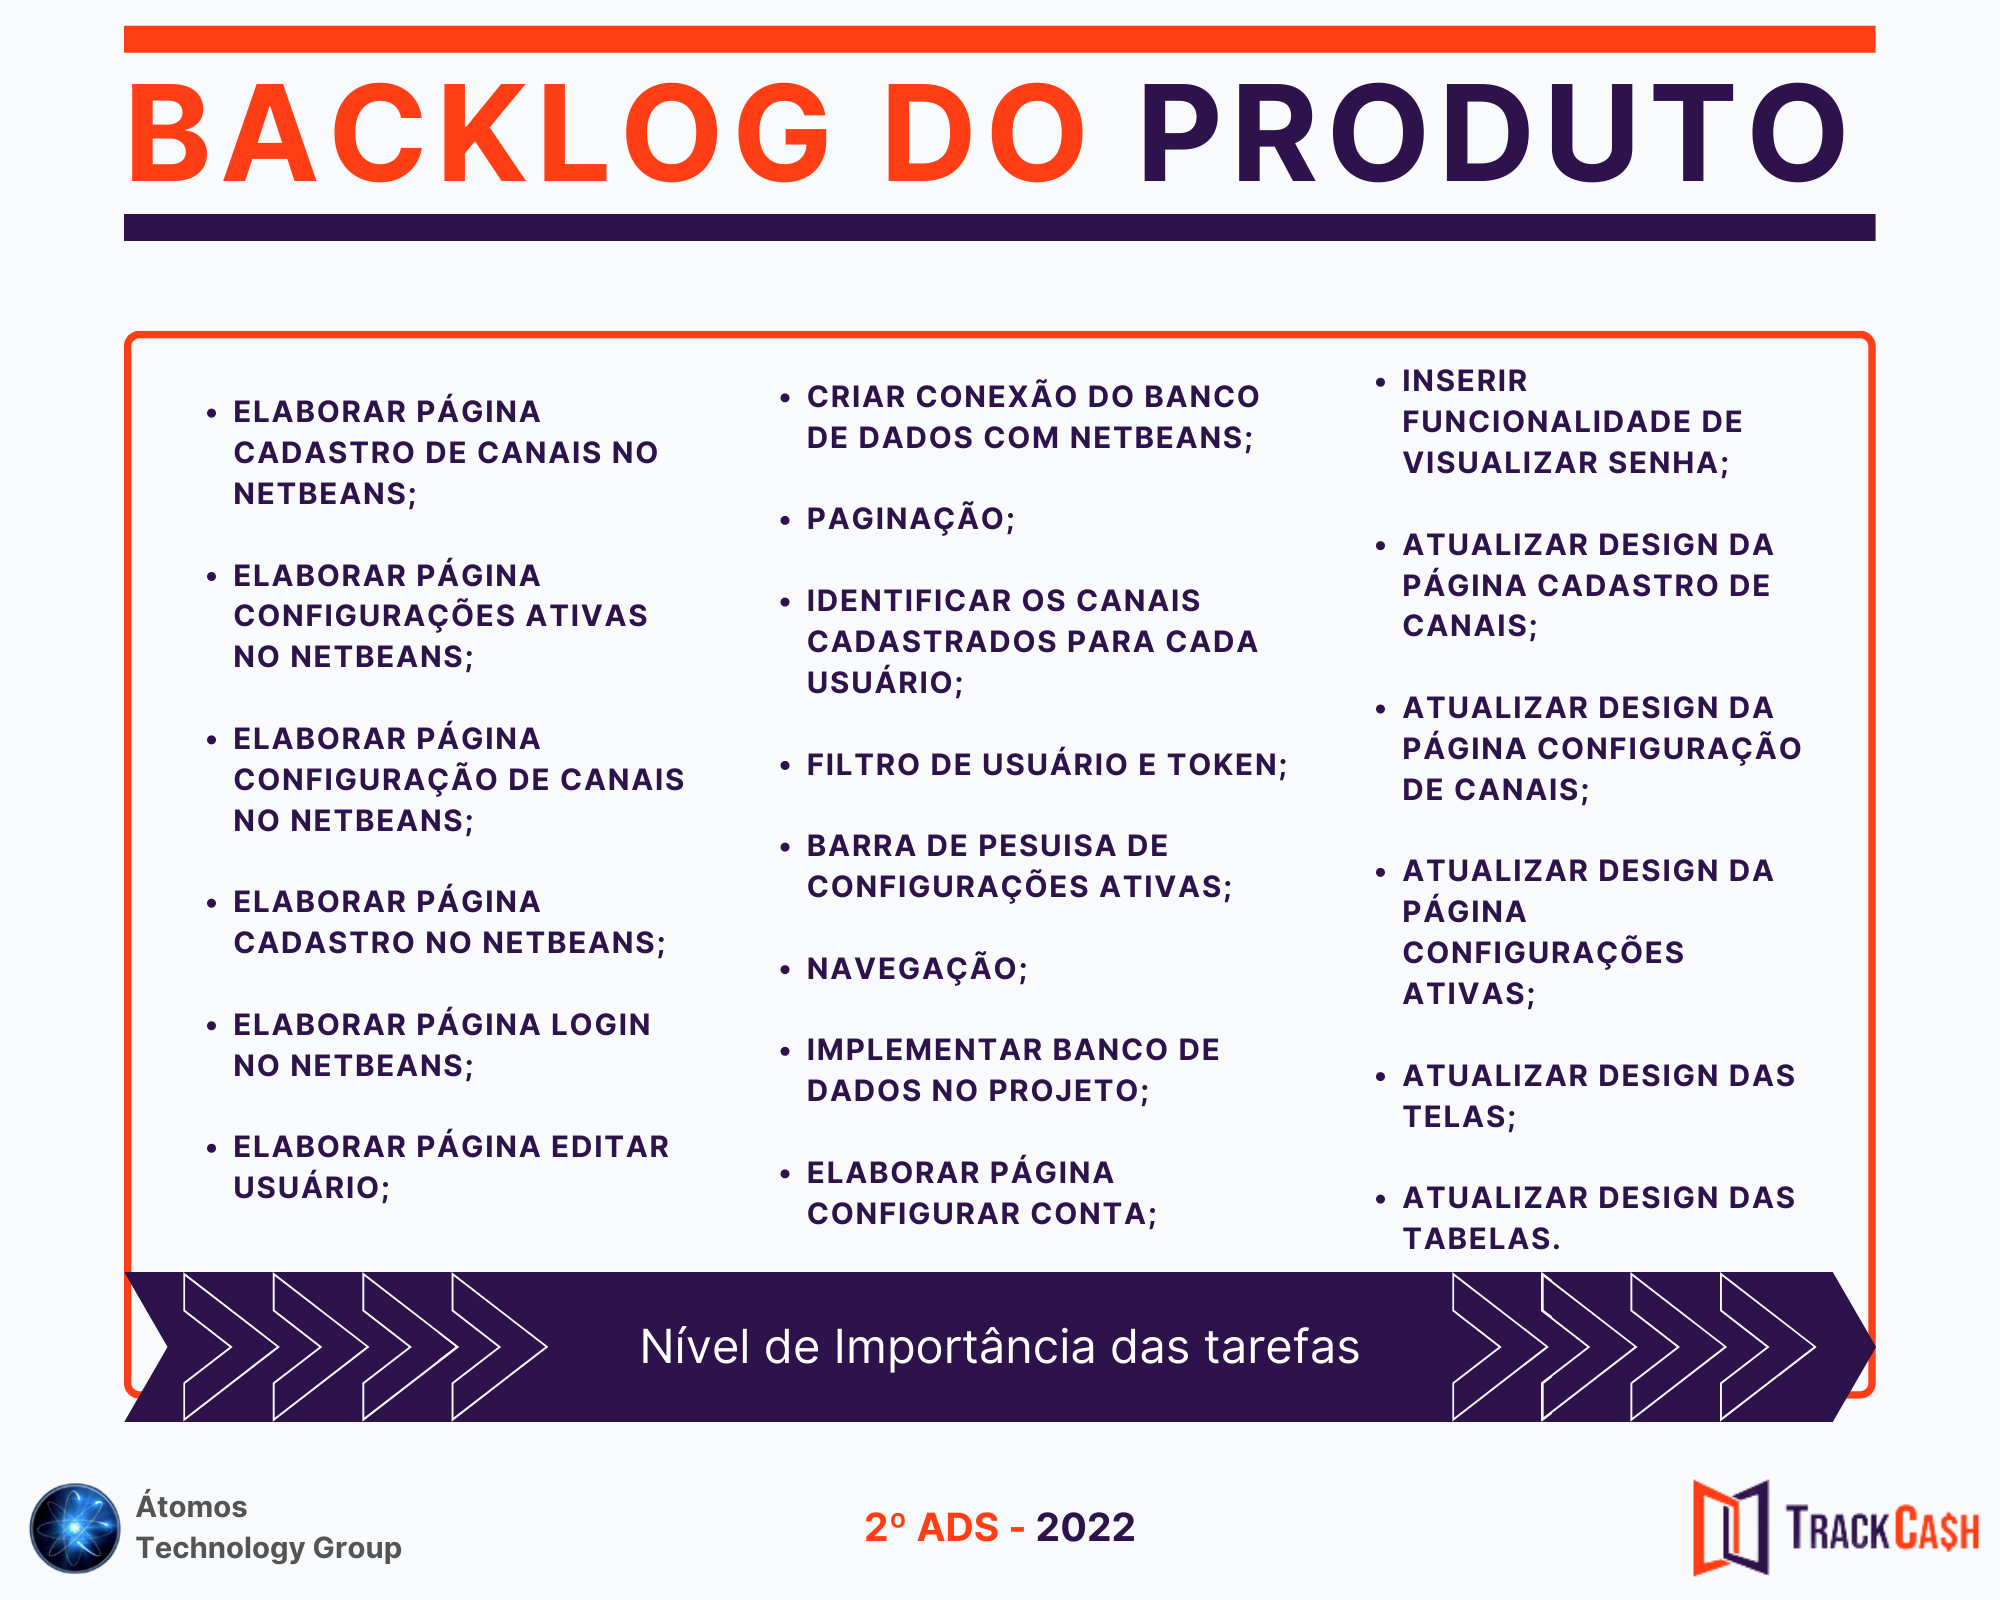 BACKLOG DO PRODUTO
• ELABORAR PÁGINA
CADASTRO DE CANAIS NO
NETBEANS;
• ELABORAR PÁGINA
CONFIGURAÇÕES ATIVAS
NO NETBEANS;
• ELABORAR PÁGINA
CONFIGURAÇÃO DE CANAIS
NO NETBEANS;
• ELABORAR PÁGINA
CADASTRO NO NETBEANS;
• ELABORAR PÁGINA LOGIN
NO NETBEANS;
• ELABORAR PÁGINA EDITAR
USUÁRIO;
• CRIAR CONEXÃO DO BANCO
DE DADOS COM NETBEANS;
• PAGINAÇÃO;
• IDENTIFICAR OS CANAIS
CADASTRADOS PARA CADA
USUÁRIO;
• FILTRO DE USUÁRIO E TOKEN;
• BARRA DE PESUISA DE
CONFIGURAÇÕES ATIVAS;
• NAVEGAÇÃO;
• IMPLEMENTAR BANCO DE
DADOS NO PROJETO;
• ELABORAR PÁGINA
CONFIGURAR CONTA;
• INSERIR
FUNCIONALIDADE DE
VISUALIZAR SENHA;
• ATUALIZAR DESIGN DA
PÁGINA CADASTRO DE
CANAIS;
• ATUALIZAR DESIGN DA
PÁGINA CONFIGURAÇÃO
DE CANAIS;
• ATUALIZAR DESIGN DA
PÁGINA
CONFIGURAÇÕES
ATIVAS;
• ATUALIZAR DESIGN DAS
TELAS;
• ATUALIZAR DESIGN DAS
TABELAS.
Nível de Importância das tarefas
Átomos
Technology Group
2º ADS - 2022
TRACKCA$H